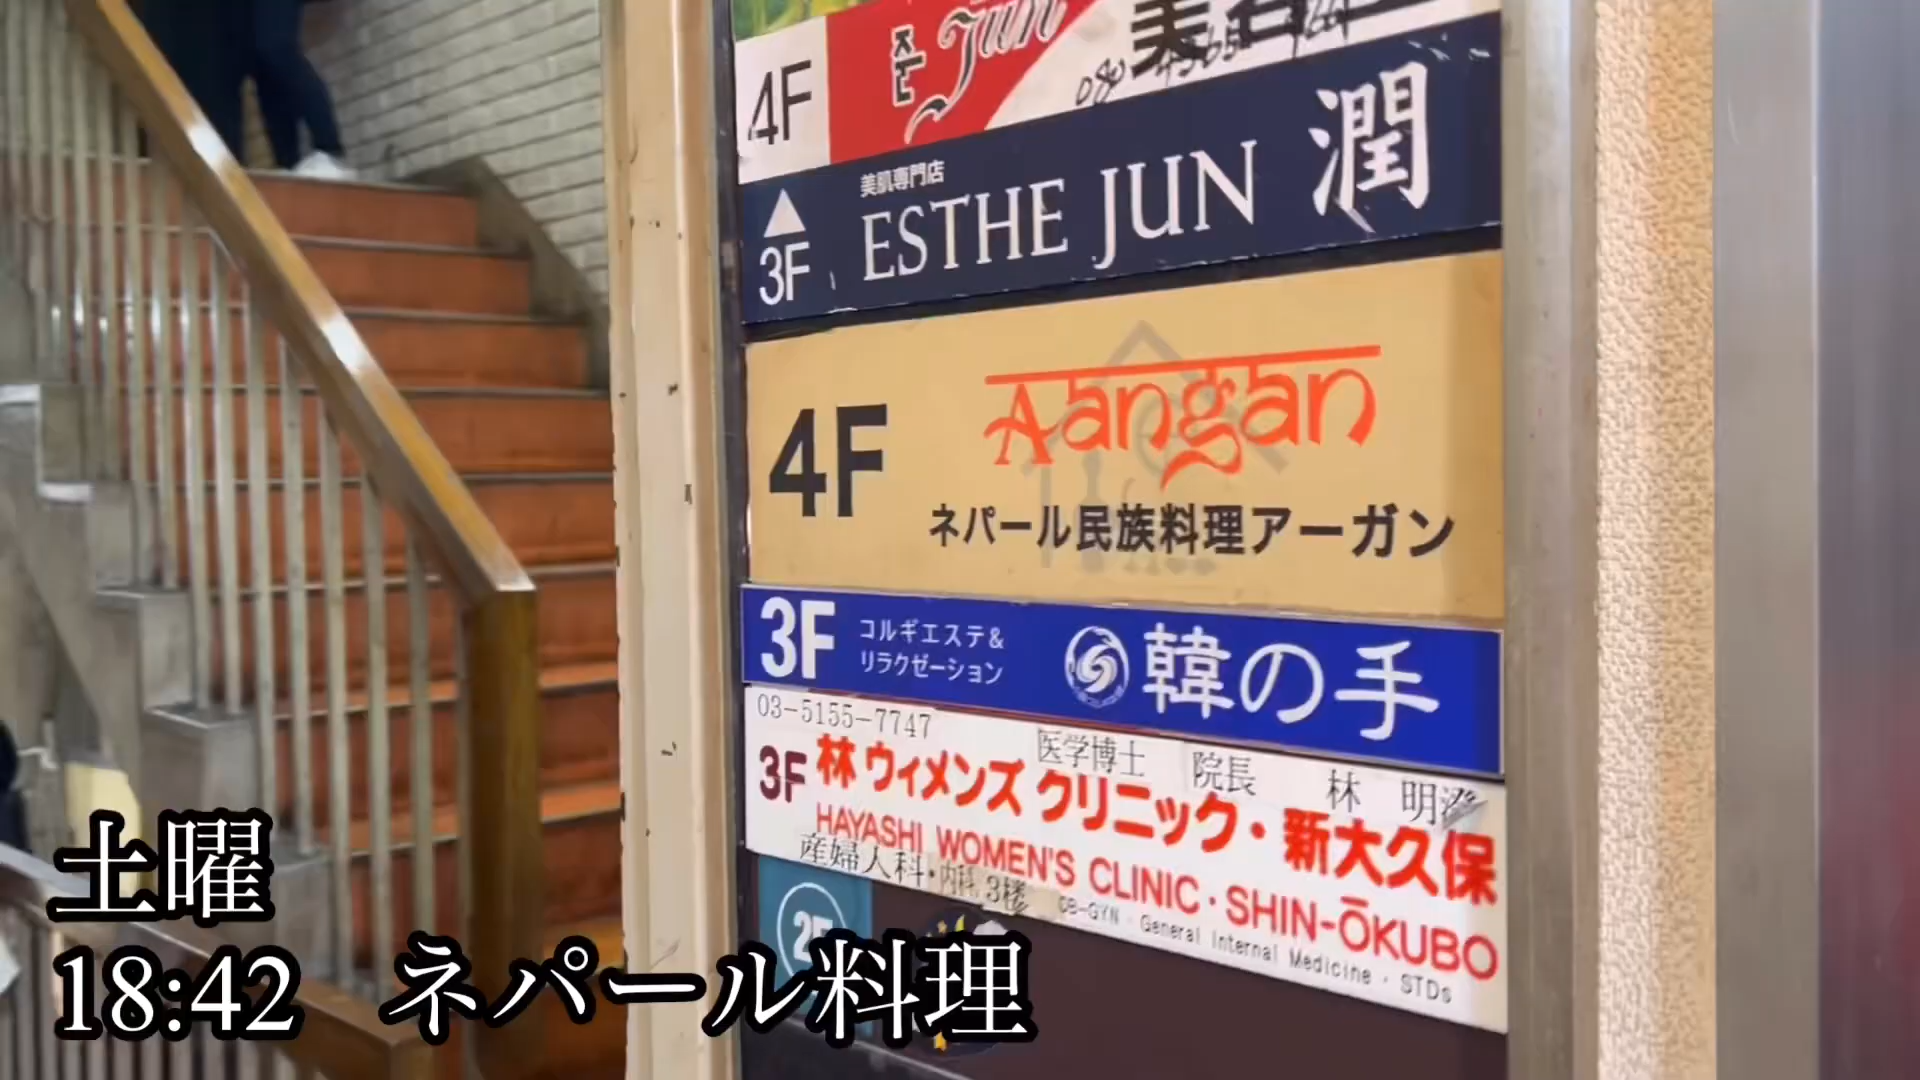 4F 준 Jun
3F 美肌専門店
ESTHE JUN 潤
4F Aangan
ネパール民族料理アーガン
3F コルギエステ&
リラクゼーション
韓の手
03-5155-7747
医学博士 院長 林 明澄
3F 林 ウィメンズ クリニック・新大久保
HAYASHI WOMEN'S CLINIC・SHIN-ŌKUBO
産婦人科・内科 3楼 OB-GYN・General Internal Medicine・STDs
土曜
18:42 ネパール料理